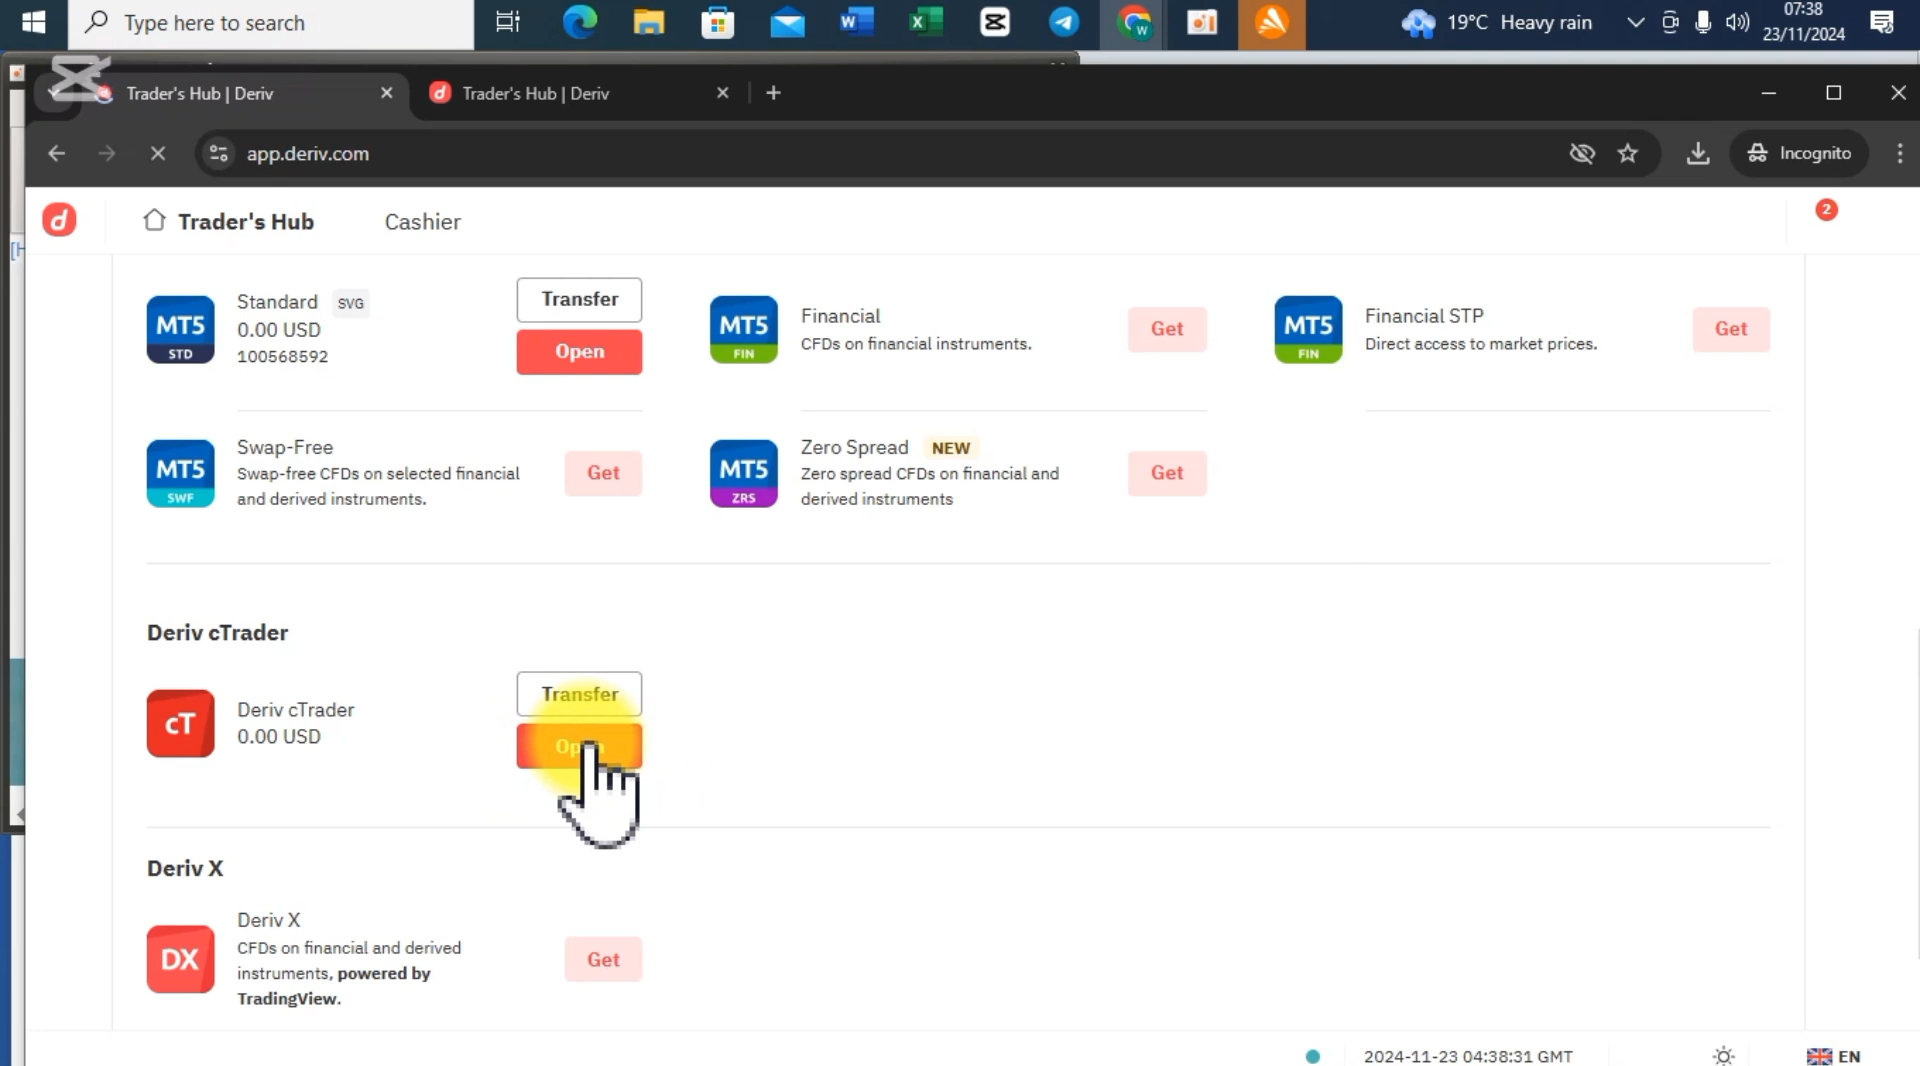 Type here to search
19°C Heavy rain
07:38
23/11/2024
Trader's Hub | Deriv
Trader's Hub | Deriv
app.deriv.com
Incognito
Trader's Hub
Cashier
2
MT5
STD
Standard SVG
0.00 USD
100568592
Transfer
Open
MT5
FIN
Financial
CFDs on financial instruments.
Get
MT5
FIN
Financial STP
Direct access to market prices.
Get
MT5
SWF
Swap-Free
Swap-free CFDs on selected financial
and derived instruments.
Get
MT5
ZRS
Zero Spread NEW
Zero spread CFDs on financial and
derived instruments
Get
Deriv cTrader
cT
Deriv cTrader
0.00 USD
Transfer
Open
Deriv X
DX
Deriv X
CFDs on financial and derived
instruments, powered by
TradingView.
Get
2024-11-23 04:38:31 GMT
EN